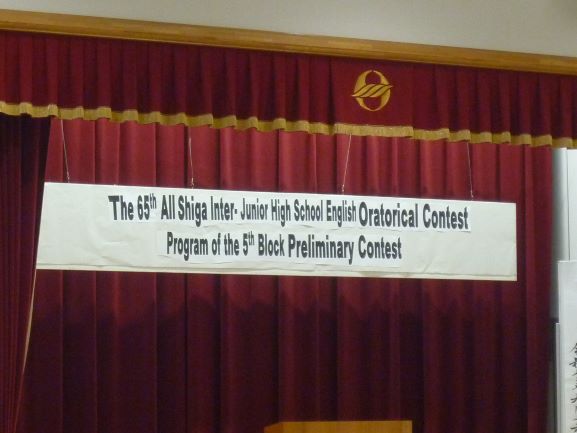 The 65th All Shiga Inter- Junior High School English Oratorical Contest
Program of the 5th Block Preliminary Contest